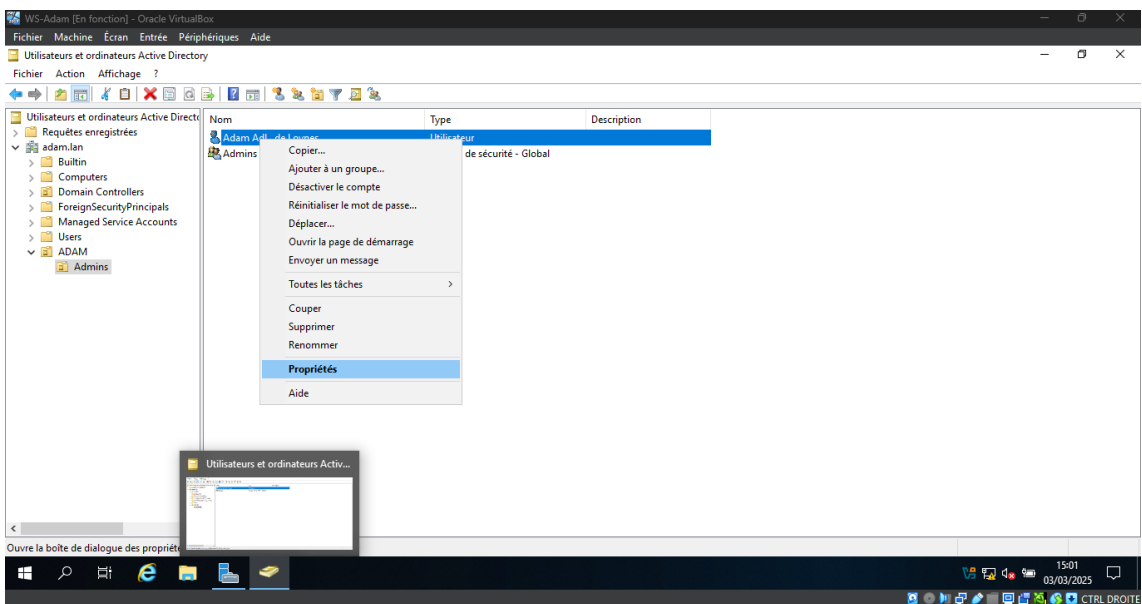 WS-Adam [En fonction] - Oracle VirtualBox
Fichier Machine Écran Entrée Périphériques Aide
Utilisateurs et ordinateurs Active Directory
Fichier Action Affichage ?
Utilisateurs et ordinateurs Active Directo
Requêtes enregistrées
adam.lan
Builtin
Computers
Domain Controllers
ForeignSecurityPrincipals
Managed Service Accounts
Users
ADAM
Admins
Nom Type Description
Adam Adl. de Utilisateur
Admins de sécurité - Global
Copier...
Ajouter à un groupe...
Désactiver le compte
Réinitialiser le mot de passe...
Déplacer...
Ouvrir la page de démarrage
Envoyer un message
Toutes les tâches
Couper
Supprimer
Renommer
Propriétés
Aide
Utilisateurs et ordinateurs Activ...
Ouvre la boîte de dialogue des propriété
15:01
03/03/2025
CTRL DROITE